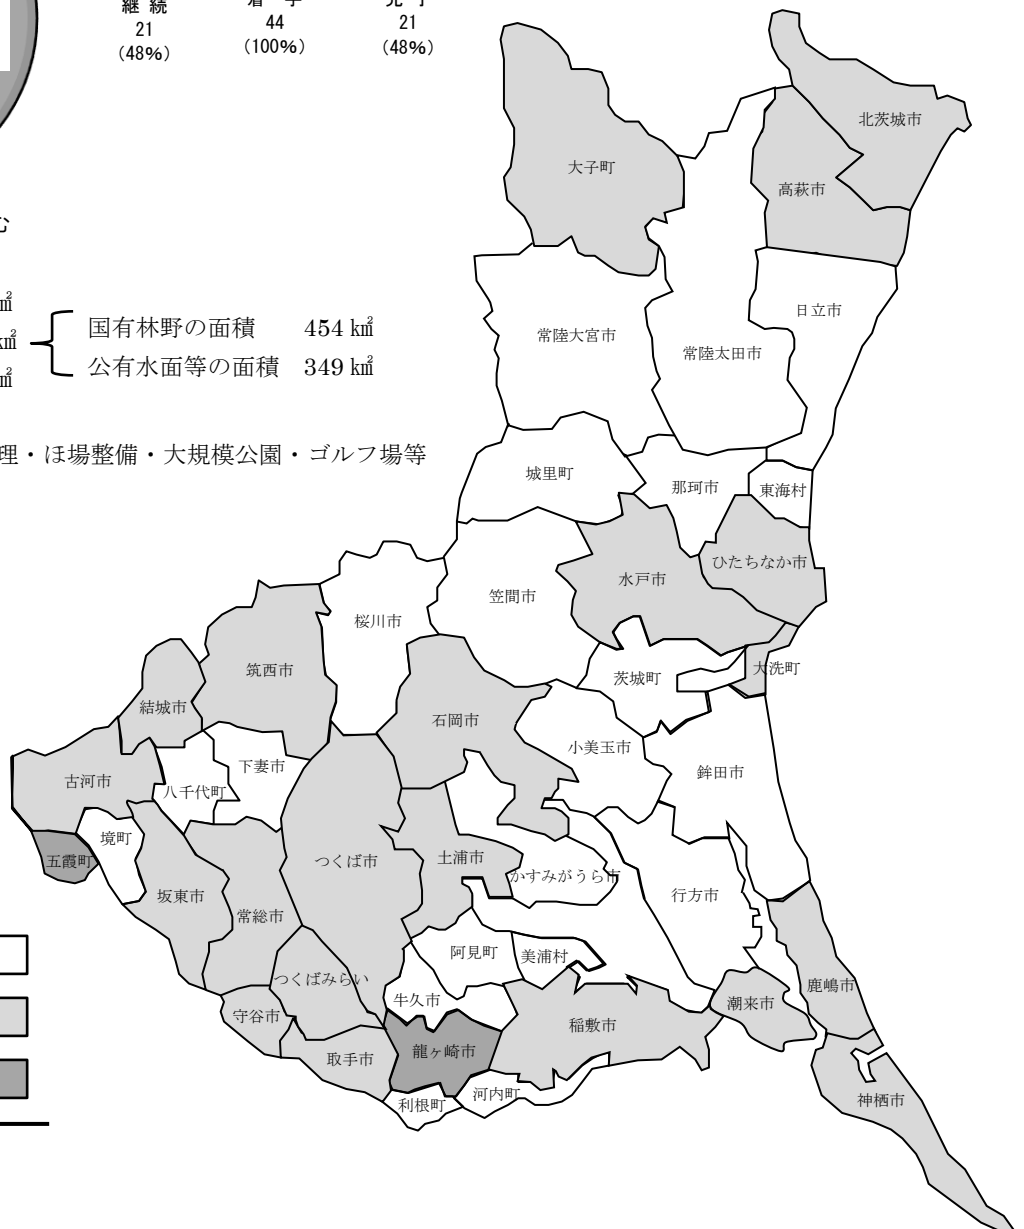 継 続
21
(48%)
着 手
44
(100%)
完 了
21
(48%)
む
㎢
㎢
㎢
国有林野の面積 454 ㎢
公有水面等の面積 349 ㎢
理・ほ場整備・大規模公園・ゴルフ場等
北茨城市
大子町
高萩市
日立市
常陸大宮市
常陸太田市
城里町
那珂市
東海村
ひたちなか市
水戸市
笠間市
桜川市
筑西市
茨城町
大洗町
結城市
石岡市
小美玉市
鉾田市
下妻市
古河市
八千代町
境町
五霞町
つくば市
土浦市
かすみがうら市
坂東市
行方市
常総市
阿見町
美浦村
つくばみらい
鹿嶋市
牛久市
潮来市
守谷市
稲敷市
取手市
龍ヶ崎市
河内町
利根町
神栖市